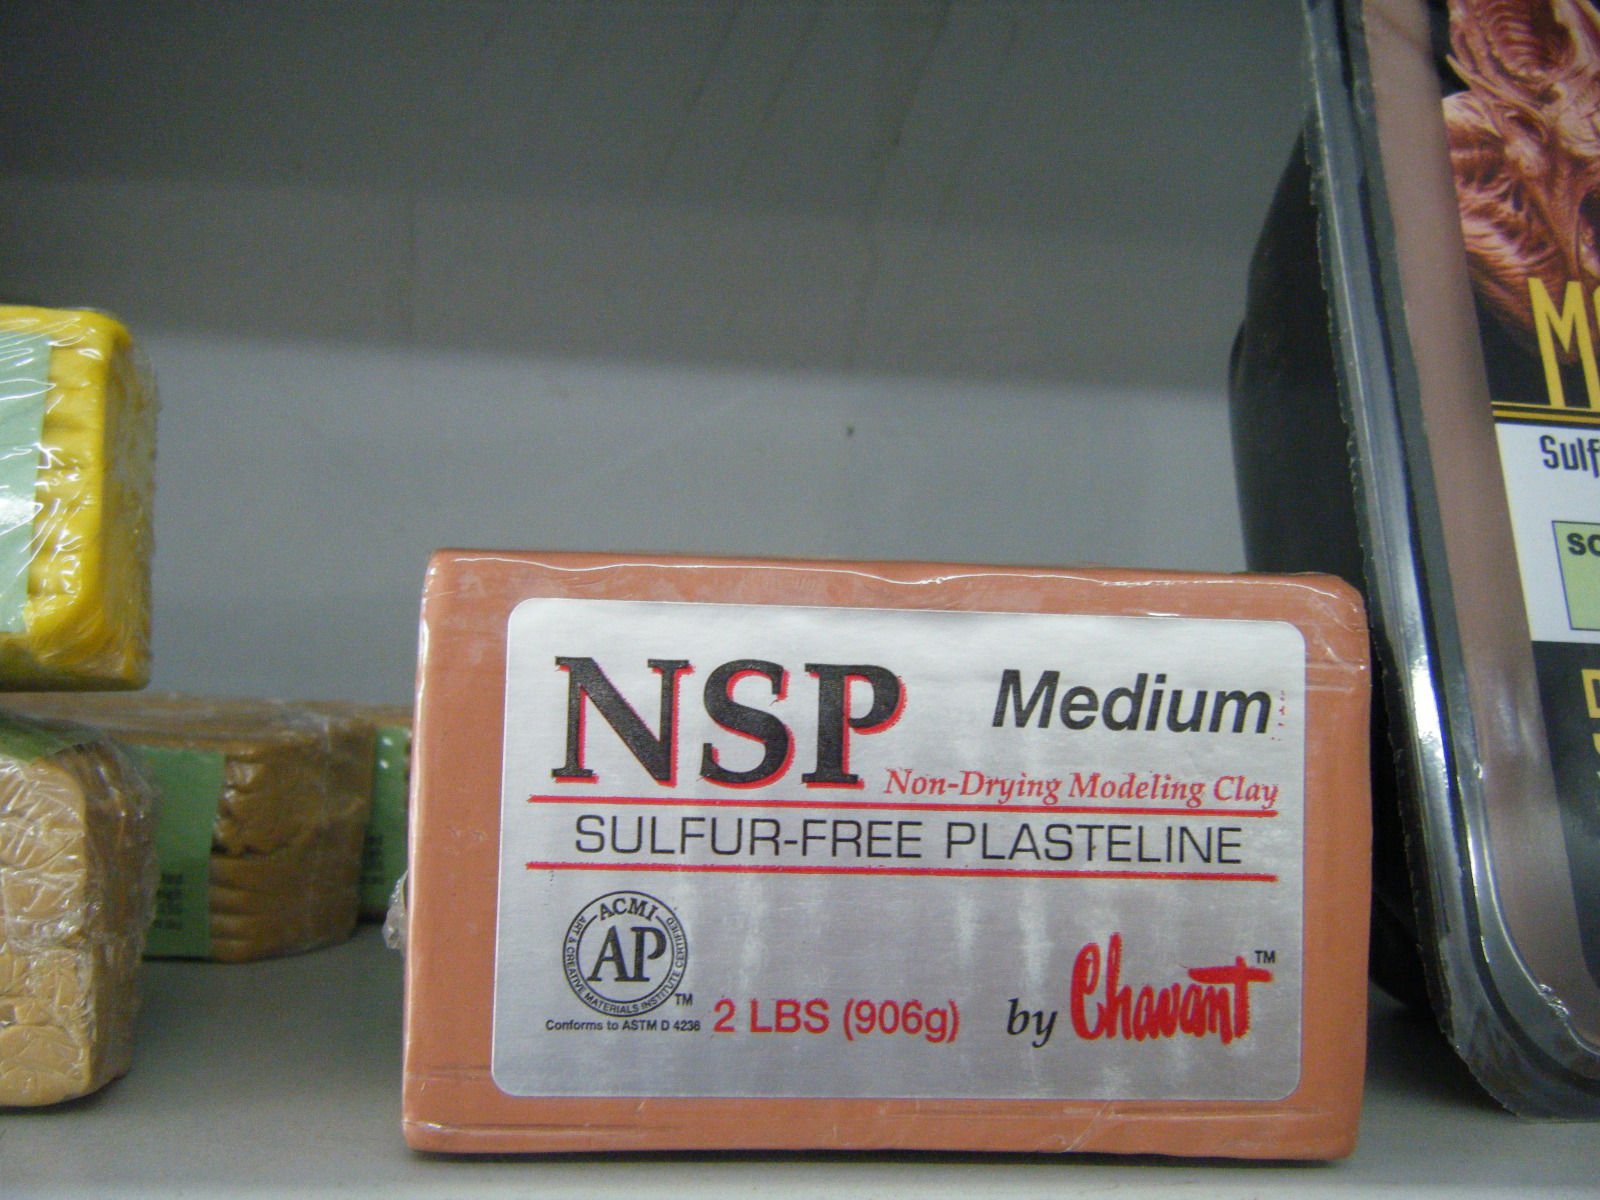 NSP
Medium
Non-Drying Modeling Clay
SULFUR-FREE PLASTELINE
ACMI
ART & CREATIVE MATERIALS INSTITUTE CERTIFIED
AP
TM
Conforms to ASTM D 4236
2 LBS (906g)
by Chavant TM